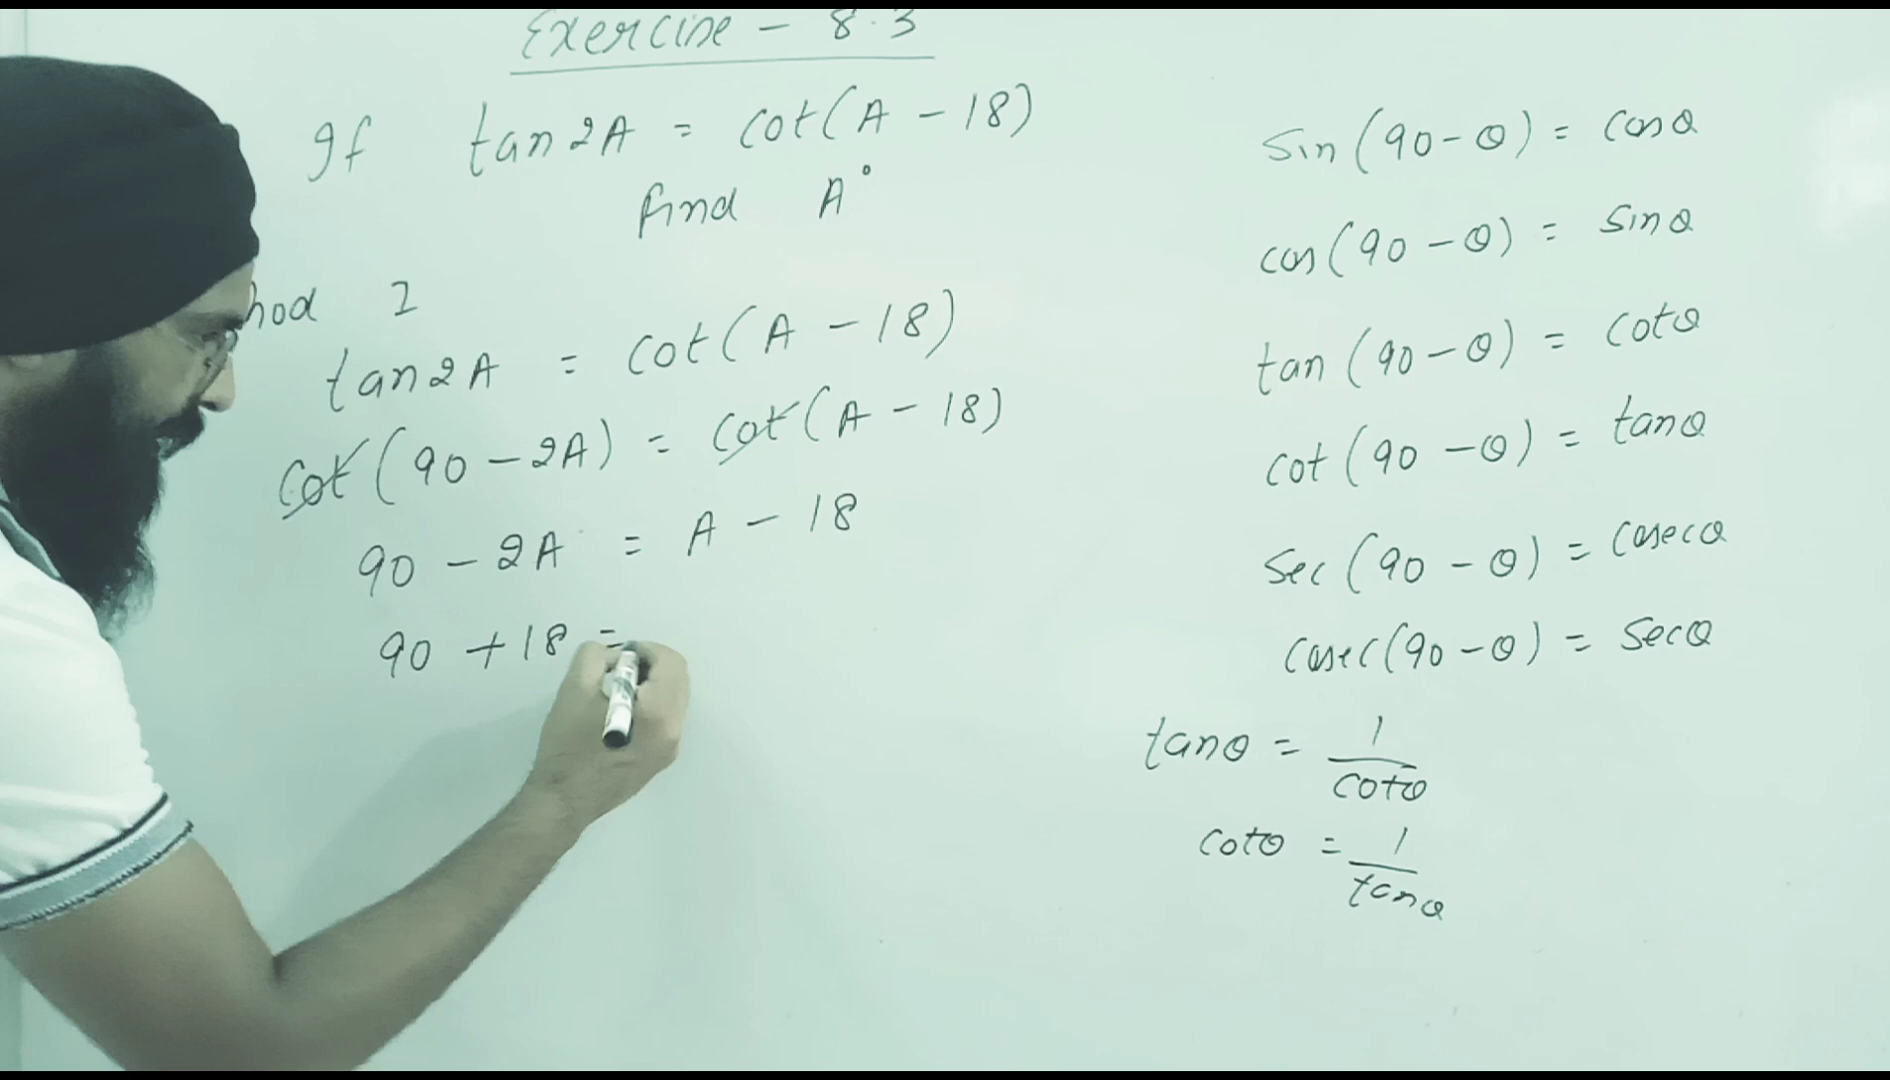 Exercise - 8.3
If tan2A = cot(A - 18)
find A°
hod 2
tan2A = cot(A - 18)
cot(90 - 2A) = cot(A - 18)
90 - 2A = A - 18
90 + 18 =
sin(90-θ) = cosθ
cos(90-θ) = sinθ
tan(90-θ) = cotθ
cot(90-θ) = tanθ
sec(90-θ) = cosecθ
cosec(90-θ) = secθ
tanθ = 1/cotθ
cotθ = 1/tanθ